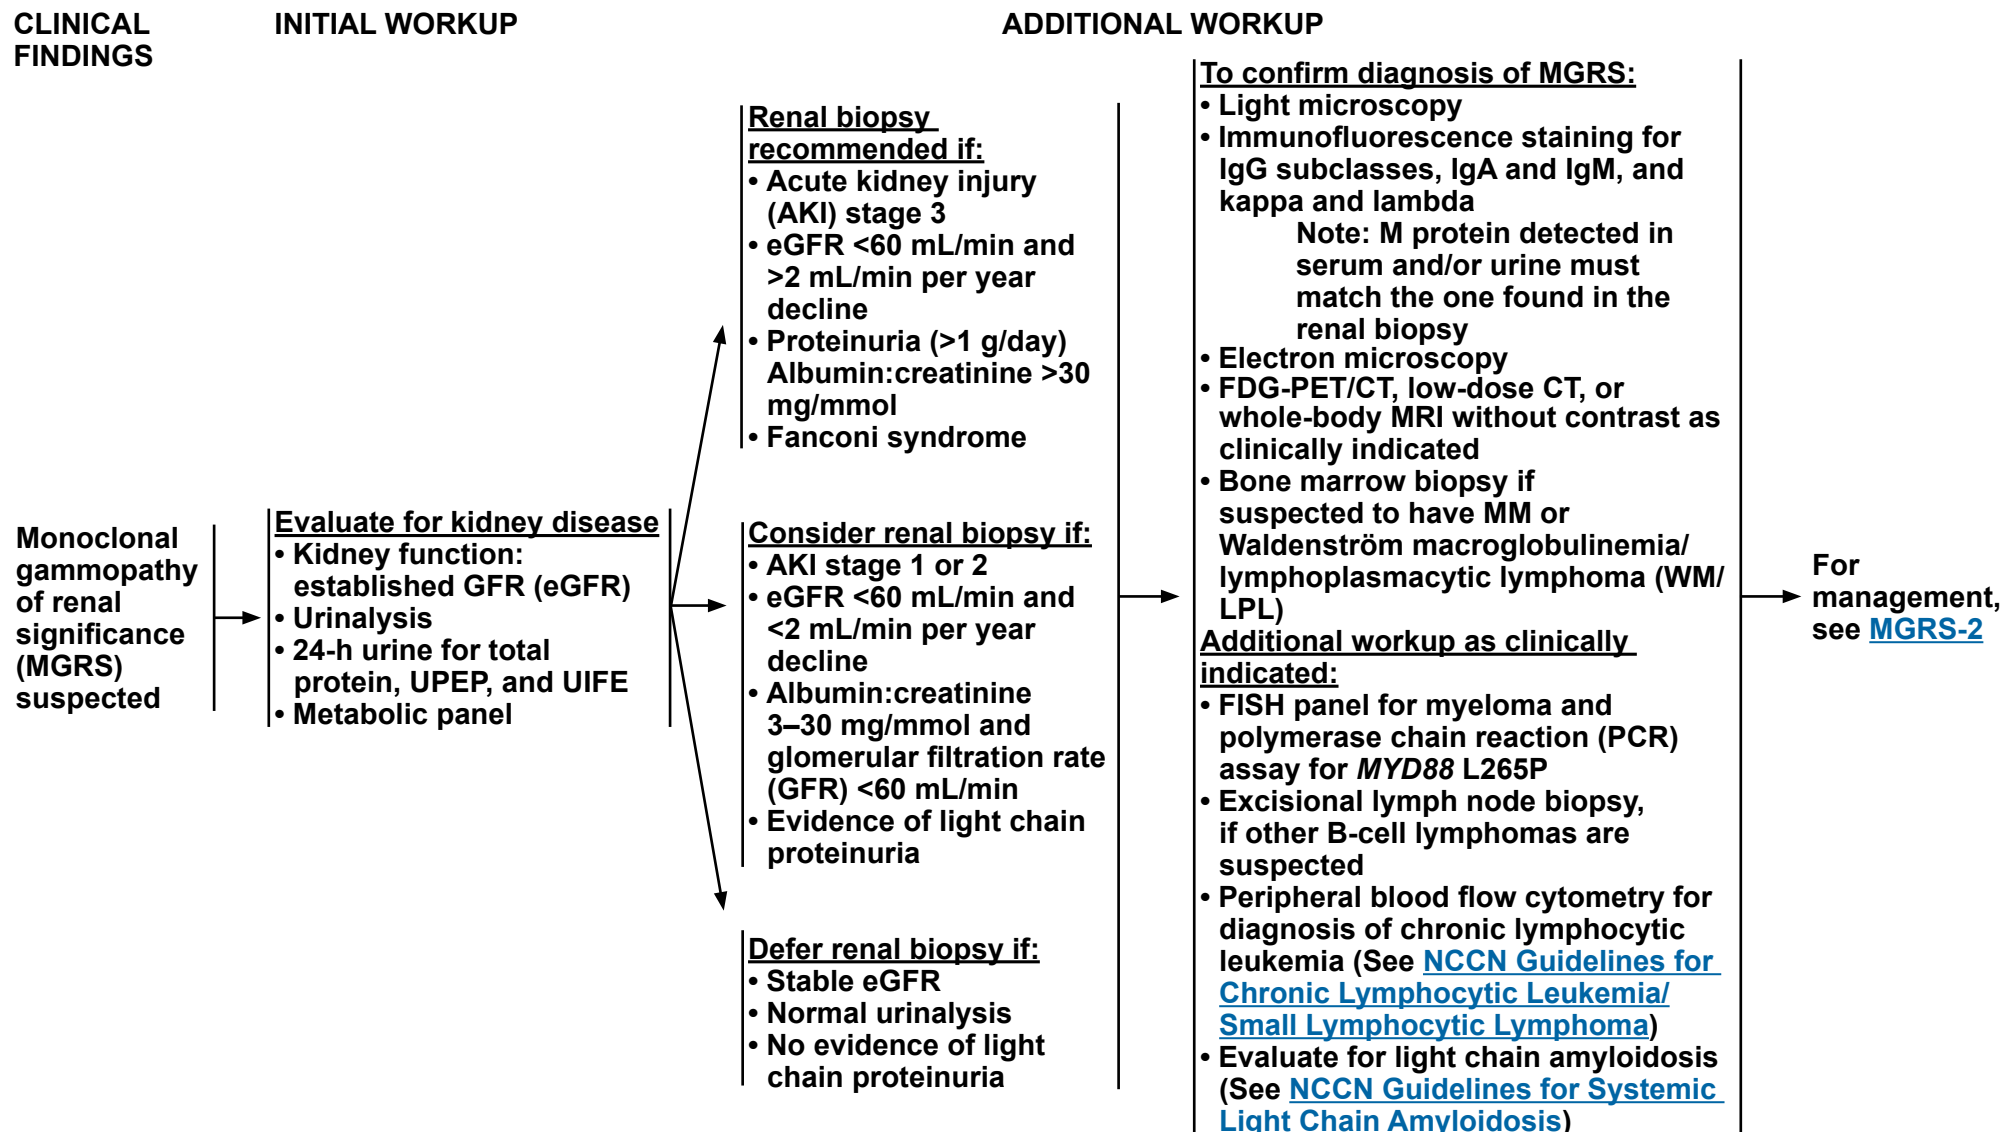 CLINICAL
FINDINGS
INITIAL WORKUP
ADDITIONAL WORKUP
Monoclonal
gammopathy
of renal
significance
(MGRS)
suspected
Evaluate for kidney disease
• Kidney function:
established GFR (eGFR)
• Urinalysis
• 24-h urine for total
protein, UPEP, and UIFE
• Metabolic panel
Renal biopsy
recommended if:
• Acute kidney injury
(AKI) stage 3
• eGFR <60 mL/min and
>2 mL/min per year
decline
• Proteinuria (>1 g/day)
Albumin:creatinine >30
mg/mmol
• Fanconi syndrome
Consider renal biopsy if:
• AKI stage 1 or 2
• eGFR <60 mL/min and
<2 mL/min per year
decline
• Albumin:creatinine
3–30 mg/mmol and
glomerular filtration rate
(GFR) <60 mL/min
• Evidence of light chain
proteinuria
Defer renal biopsy if:
• Stable eGFR
• Normal urinalysis
• No evidence of light
chain proteinuria
To confirm diagnosis of MGRS:
• Light microscopy
• Immunofluorescence staining for
IgG subclasses, IgA and IgM, and
kappa and lambda
Note: M protein detected in
serum and/or urine must
match the one found in the
renal biopsy
• Electron microscopy
• FDG-PET/CT, low-dose CT, or
whole-body MRI without contrast as
clinically indicated
• Bone marrow biopsy if
suspected to have MM or
Waldenström macroglobulinemia/
lymphoplasmacytic lymphoma (WM/
LPL)
Additional workup as clinically
indicated:
• FISH panel for myeloma and
polymerase chain reaction (PCR)
assay for MYD88 L265P
• Excisional lymph node biopsy,
if other B-cell lymphomas are
suspected
• Peripheral blood flow cytometry for
diagnosis of chronic lymphocytic
leukemia (See NCCN Guidelines for
Chronic Lymphocytic Leukemia/
Small Lymphocytic Lymphoma)
• Evaluate for light chain amyloidosis
(See NCCN Guidelines for Systemic
Light Chain Amyloidosis)
For
management,
see MGRS-2